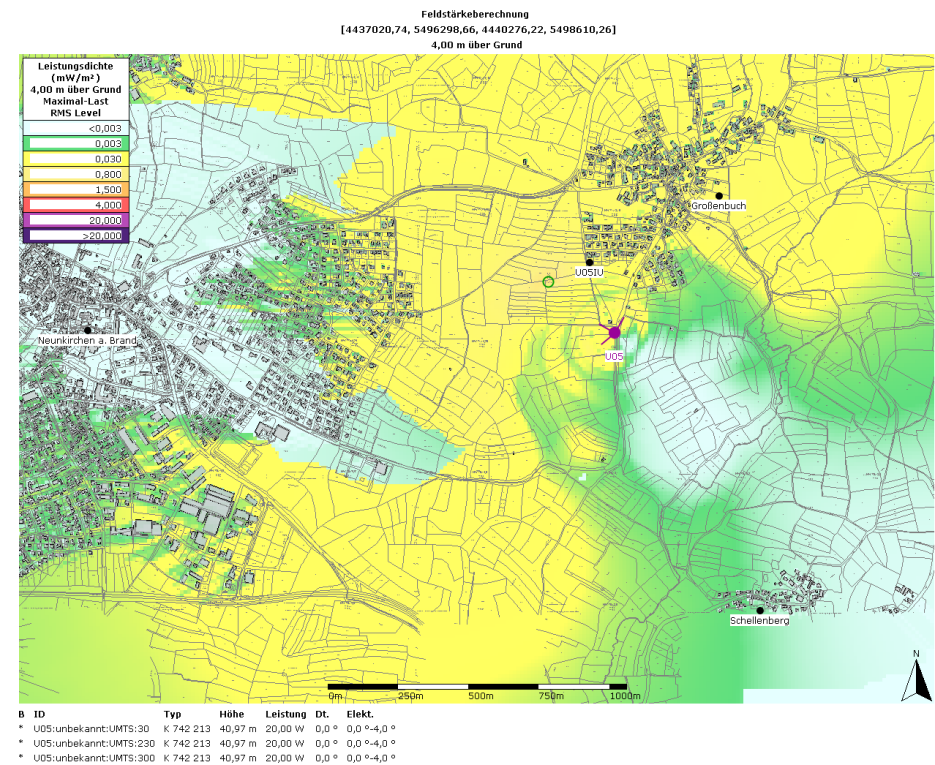 Feldstärkeberechnung
[4437020,74, 5496298,66, 4440276,22, 5498610,26]
4,00 m über Grund
Leistungsdichte
(mW/m²)
4,00 m über Grund
Maximal-Last
RMS Level
<0,003
0,003
0,030
0,800
1,500
4,000
20,000
>20,000
Großenbuch
U05IU
Neunkirchen a. Brand
U05
Schellenberg
N
0m 250m 500m 750m 1000m
B ID Typ Höhe Leistung Dt. Elekt.
* U05:unbekannt:UMTS:30 K 742 213 40,97 m 20,00 W 0,0 ° 0,0 °-4,0 °
* U05:unbekannt:UMTS:230 K 742 213 40,97 m 20,00 W 0,0 ° 0,0 °-4,0 °
* U05:unbekannt:UMTS:300 K 742 213 40,97 m 20,00 W 0,0 ° 0,0 °-4,0 °